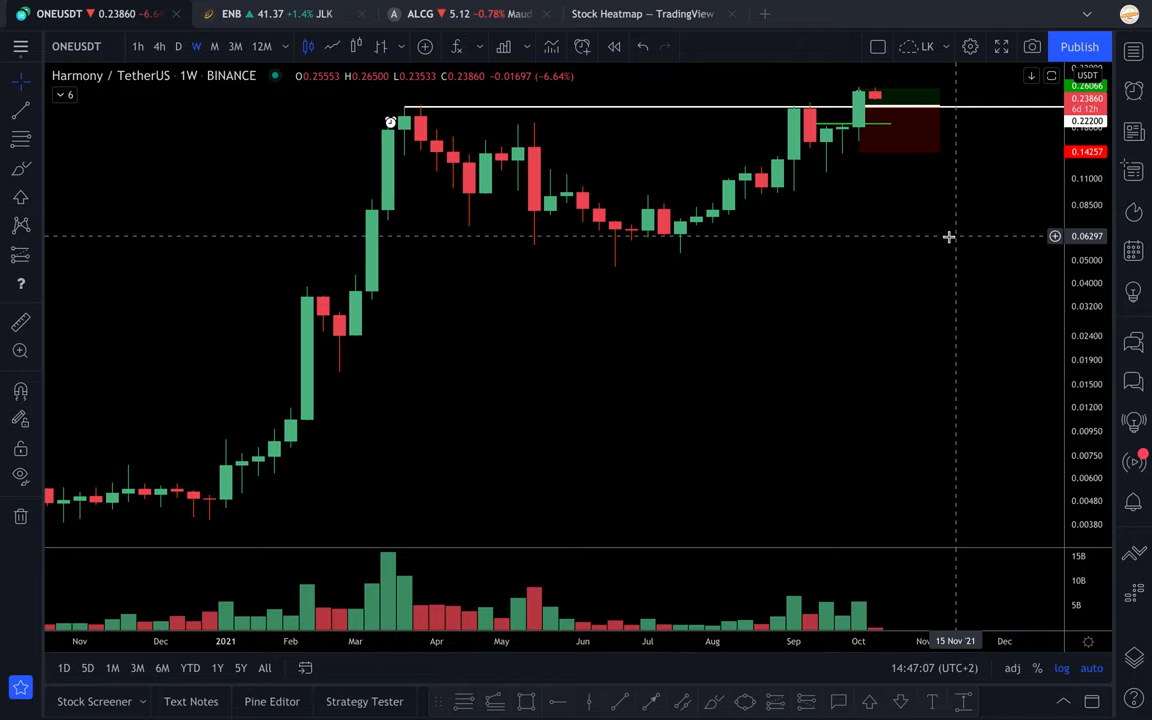 ONEUSDT 0.23860 -6.64
ENB 41.37 +1.4% JLK
ALCG 5.12 -0.78% Maud
Stock Heatmap — TradingView
ONEUSDT 1h 4h D W M 3M 12M LK Publish
Harmony / TetherUS · 1W · BINANCE O0.25553 H0.26500 L0.23533 C0.23860 -0.01697 (-6.64%)
6
USDT
0.26066
0.23860
6d 12h
0.22200
0.18000
0.14257
0.11000
0.08500
0.06297
0.05000
0.04000
0.03200
0.02400
0.01900
0.01500
0.01200
0.00950
0.00750
0.00600
0.00480
0.00380
15B
10B
5B
Nov Dec 2021 Feb Mar Apr May Jun Jul Aug Sep Oct Nov 15 Nov '21 Dec
1D 5D 1M 3M 6M YTD 1Y 5Y All 14:47:07 (UTC+2) adj % log auto
Stock Screener Text Notes Pine Editor Strategy Tester